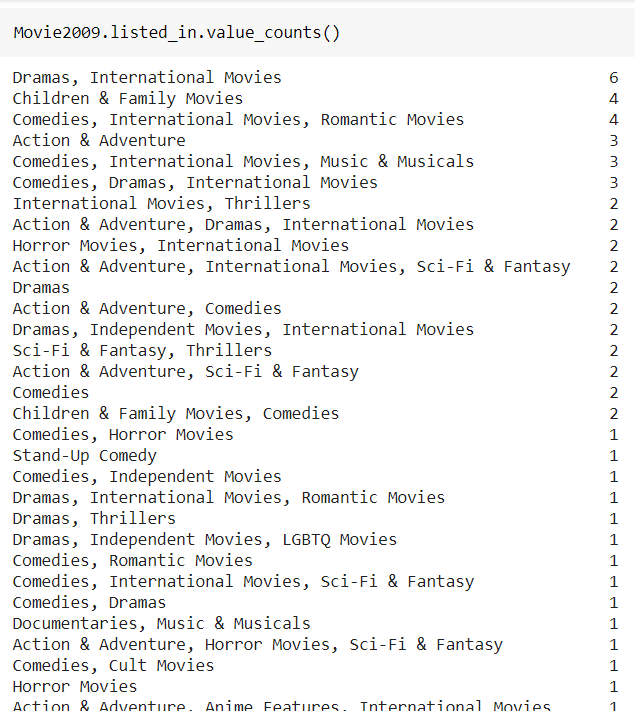 Movie2009.listed_in.value_counts()
Dramas, International Movies 6
Children & Family Movies 4
Comedies, International Movies, Romantic Movies 4
Action & Adventure 3
Comedies, International Movies, Music & Musicals 3
Comedies, Dramas, International Movies 3
International Movies, Thrillers 2
Action & Adventure, Dramas, International Movies 2
Horror Movies, International Movies 2
Action & Adventure, International Movies, Sci-Fi & Fantasy 2
Dramas 2
Action & Adventure, Comedies 2
Dramas, Independent Movies, International Movies 2
Sci-Fi & Fantasy, Thrillers 2
Action & Adventure, Sci-Fi & Fantasy 2
Comedies 2
Children & Family Movies, Comedies 2
Comedies, Horror Movies 1
Stand-Up Comedy 1
Comedies, Independent Movies 1
Dramas, International Movies, Romantic Movies 1
Dramas, Thrillers 1
Dramas, Independent Movies, LGBTQ Movies 1
Comedies, Romantic Movies 1
Comedies, International Movies, Sci-Fi & Fantasy 1
Comedies, Dramas 1
Documentaries, Music & Musicals 1
Action & Adventure, Horror Movies, Sci-Fi & Fantasy 1
Comedies, Cult Movies 1
Horror Movies 1
Action & Adventure, Anime Features, International Movies 1